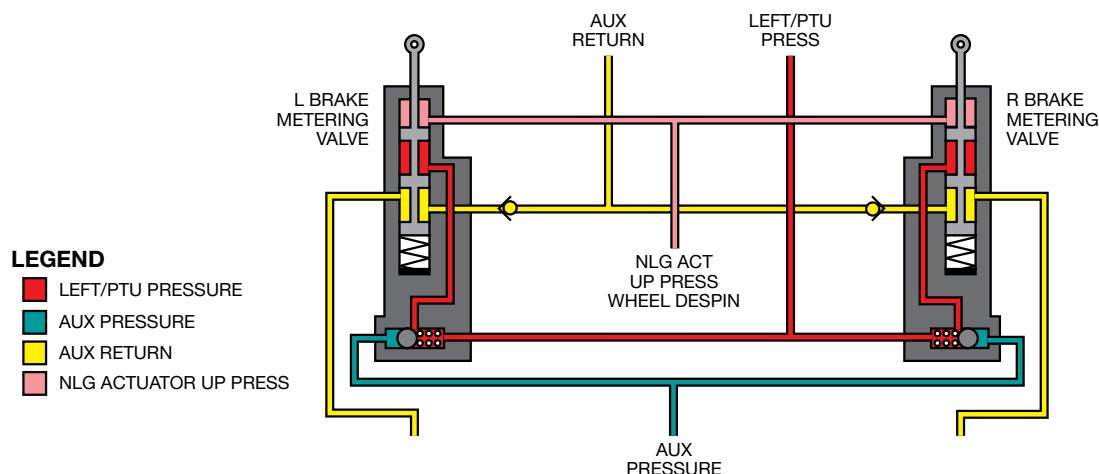 AUX
RETURN
LEFT/PTU
PRESS
L BRAKE
METERING
VALVE
R BRAKE
METERING
VALVE
NLG ACT
UP PRESS
WHEEL DESPIN
LEGEND
LEFT/PTU PRESSURE
AUX PRESSURE
AUX RETURN
NLG ACTUATOR UP PRESS
AUX
PRESSURE